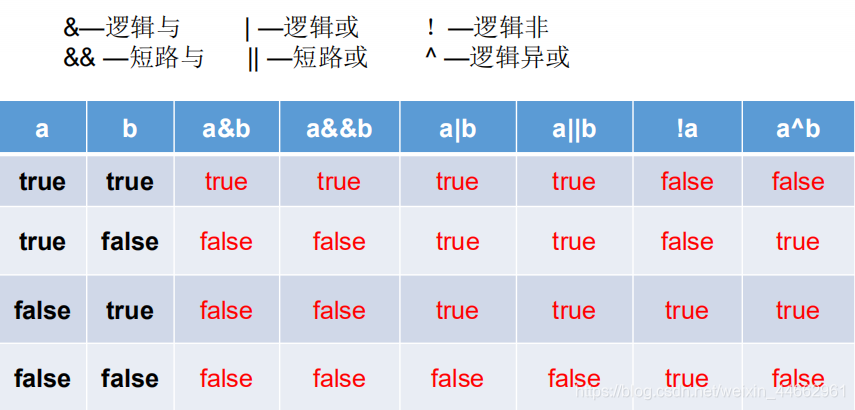 &—逻辑与 | —逻辑或 ! —逻辑非
&& —短路与 || —短路或 ^ —逻辑异或
a b a&b a&&b a|b a||b !a a^b
true true true true true true false false
true false false false true true false true
false true false false true true true true
false false false false false false true false
https://blog.csdn.net/weixin_44662961